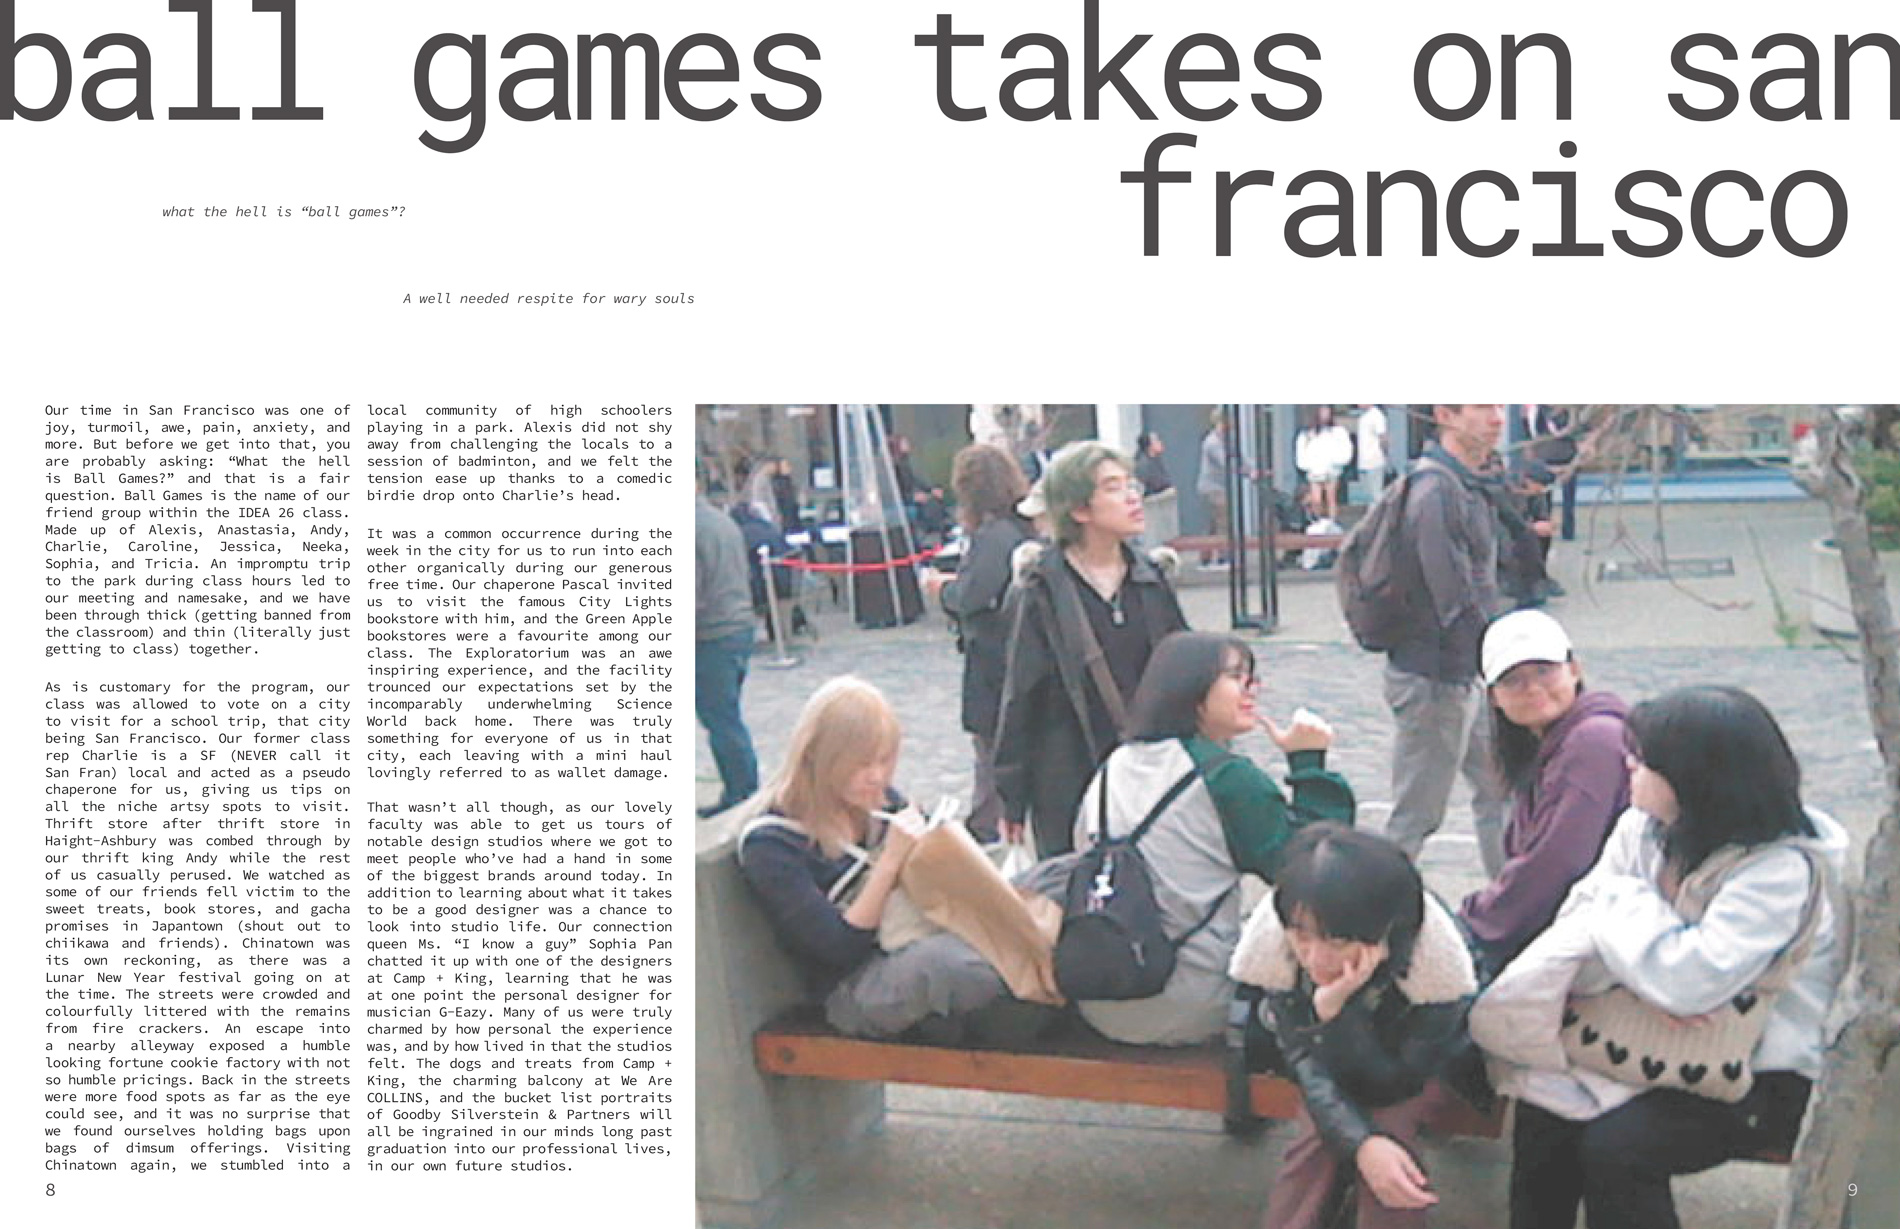 ball games takes on san
francisco
what the hell is “ball games”?
A well needed respite for wary souls
Our time in San Francisco was one of
joy, turmoil, awe, pain, anxiety, and
more. But before we get into that, you
are probably asking: “What the hell
is Ball Games?” and that is a fair
question. Ball Games is the name of our
friend group within the IDEA 26 class.
Made up of Alexis, Anastasia, Andy,
Charlie, Caroline, Jessica, Neeka,
Sophia, and Tricia. An impromptu trip
to the park during class hours led to
our meeting and namesake, and we have
been through thick (getting banned from
the classroom) and thin (literally just
getting to class) together.
As is customary for the program, our
class was allowed to vote on a city
to visit for a school trip, that city
being San Francisco. Our former class
rep Charlie is a SF (NEVER call it
San Fran) local and acted as a pseudo
chaperone for us, giving us tips on
all the niche artsy spots to visit.
Thrift store after thrift store in
Haight-Ashbury was combed through by
our thrift king Andy while the rest
of us casually perused. We watched as
some of our friends fell victim to the
sweet treats, book stores, and gacha
promises in Japantown (shout out to
chiikawa and friends). Chinatown was
its own reckoning, as there was a
Lunar New Year festival going on at
the time. The streets were crowded and
colourfully littered with the remains
from fire crackers. An escape into
a nearby alleyway exposed a humble
looking fortune cookie factory with not
so humble pricings. Back in the streets
were more food spots as far as the eye
could see, and it was no surprise that
we found ourselves holding bags upon
bags of dimsum offerings. Visiting
Chinatown again, we stumbled into a
local community of high schoolers
playing in a park. Alexis did not shy
away from challenging the locals to a
session of badminton, and we felt the
tension ease up thanks to a comedic
birdie drop onto Charlie’s head.
It was a common occurrence during the
week in the city for us to run into each
other organically during our generous
free time. Our chaperone Pascal invited
us to visit the famous City Lights
bookstore with him, and the Green Apple
bookstores were a favourite among our
class. The Exploratorium was an awe
inspiring experience, and the facility
trounced our expectations set by the
incomparably underwhelming Science
World back home. There was truly
something for everyone of us in that
city, each leaving with a mini haul
lovingly referred to as wallet damage.
That wasn’t all though, as our lovely
faculty was able to get us tours of
notable design studios where we got to
meet people who’ve had a hand in some
of the biggest brands around today. In
addition to learning about what it takes
to be a good designer was a chance to
look into studio life. Our connection
queen Ms. “I know a guy” Sophia Pan
chatted it up with one of the designers
at Camp + King, learning that he was
at one point the personal designer for
musician G-Eazy. Many of us were truly
charmed by how personal the experience
was, and by how lived in that the studios
felt. The dogs and treats from Camp +
King, the charming balcony at We Are
COLLINS, and the bucket list portraits
of Goodby Silverstein & Partners will
all be ingrained in our minds long past
graduation into our professional lives,
in our own future studios.
8
9